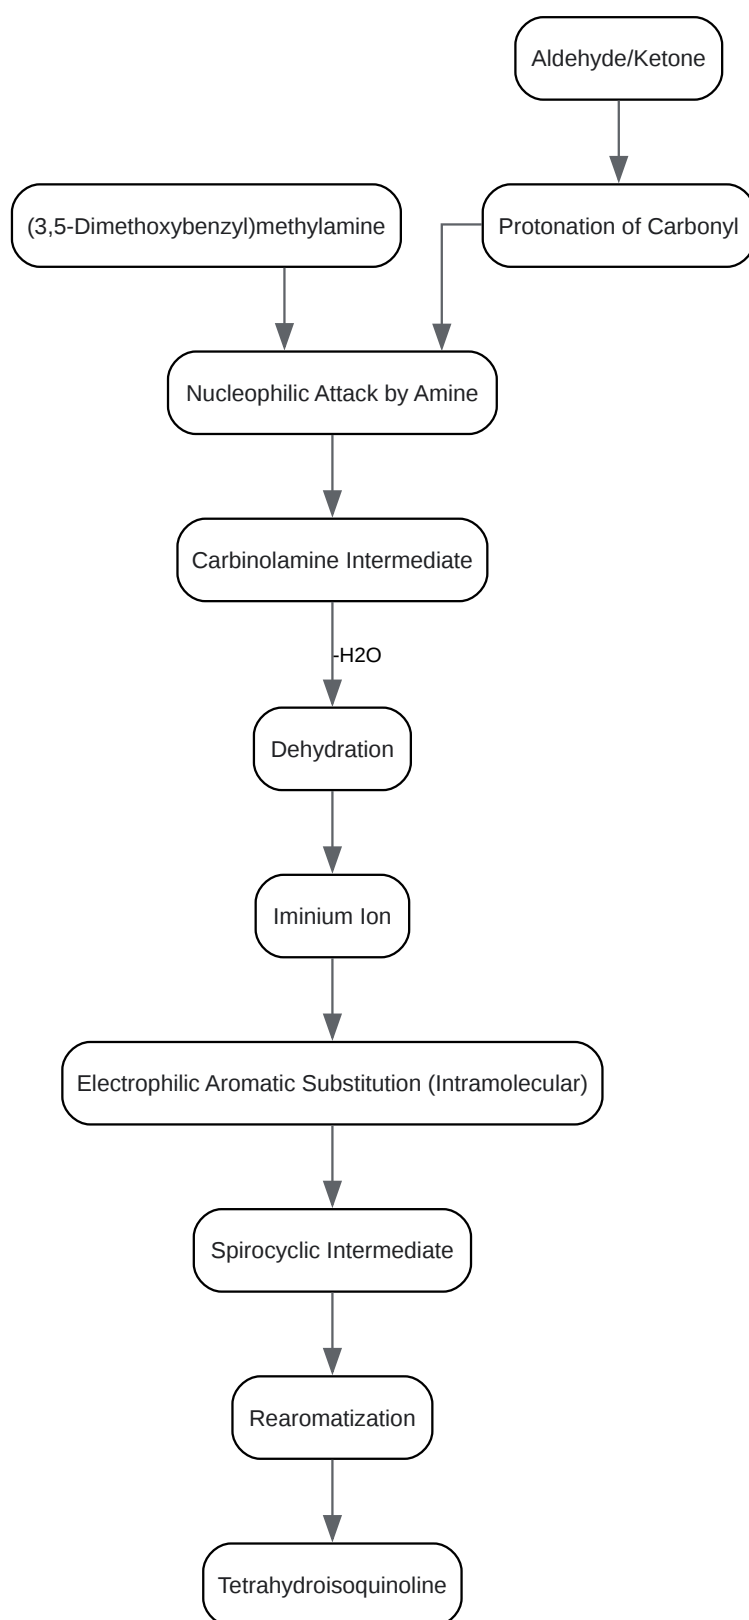 Aldehyde/Ketone
(3,5-Dimethoxybenzyl)methylamine
Protonation of Carbonyl
Nucleophilic Attack by Amine
Carbinolamine Intermediate
-H2O
Dehydration
Iminium Ion
Electrophilic Aromatic Substitution (Intramolecular)
Spirocyclic Intermediate
Rearomatization
Tetrahydroisoquinoline